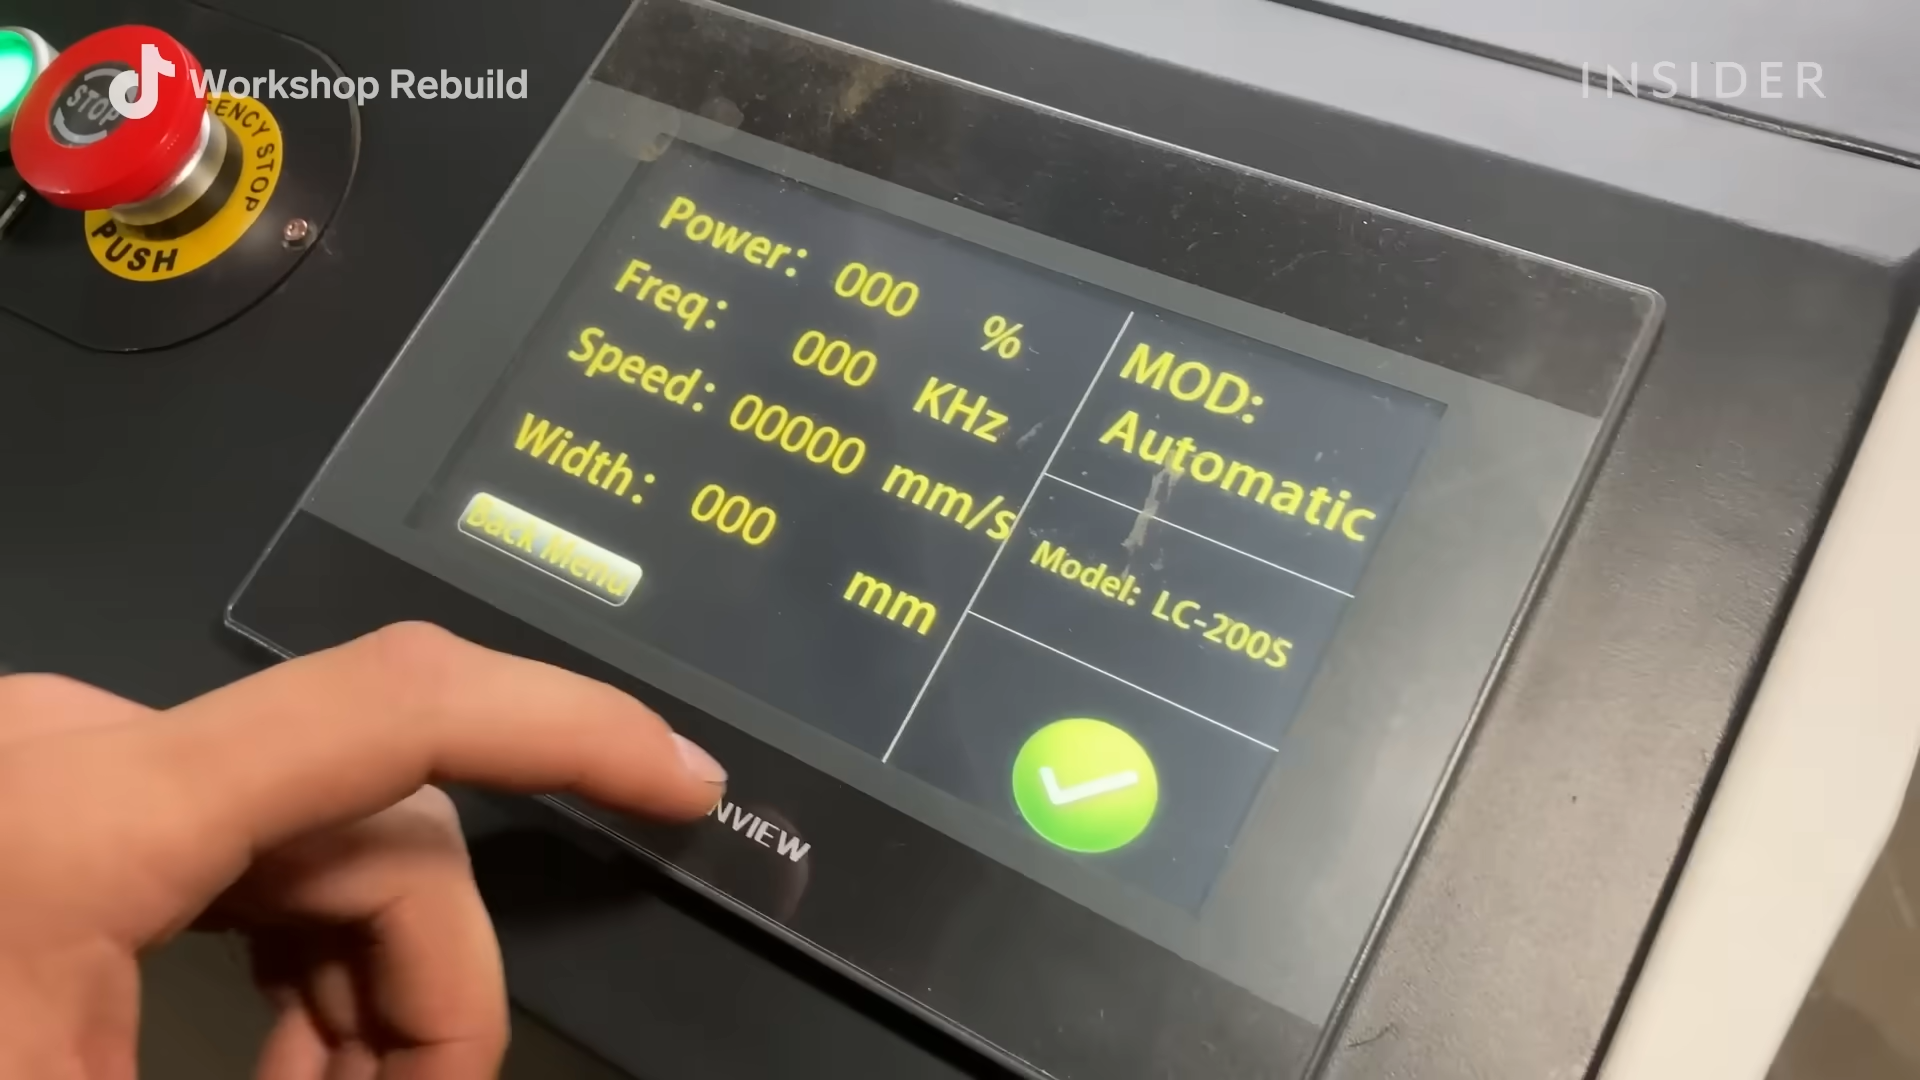 Workshop Rebuild
INSIDER
STOP
ENCY STOP
PUSH
Power: 000 %
Freq: 000 KHz
Speed: 00000 mm/s
Width: 000 mm
Back Menu
MOD:
Automatic
Model: LC-200S
NVIEW